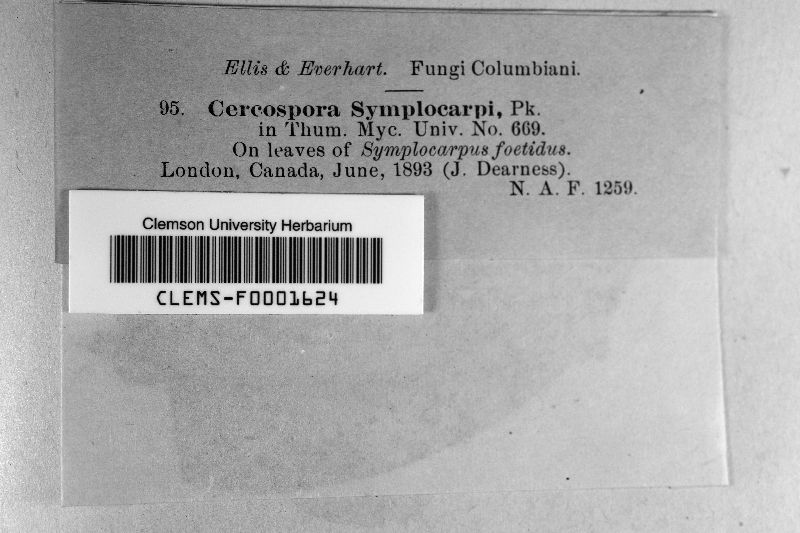 Ellis & Everhart. Fungi Columbiani.
95. Cercospora Symplocarpi, Pk.
in Thum. Myc. Univ. No. 669.
On leaves of Symplocarpus foetidus.
London, Canada, June, 1893 (J. Dearness).
N. A. F. 1259.
Clemson University Herbarium
CLEMS-F0001624